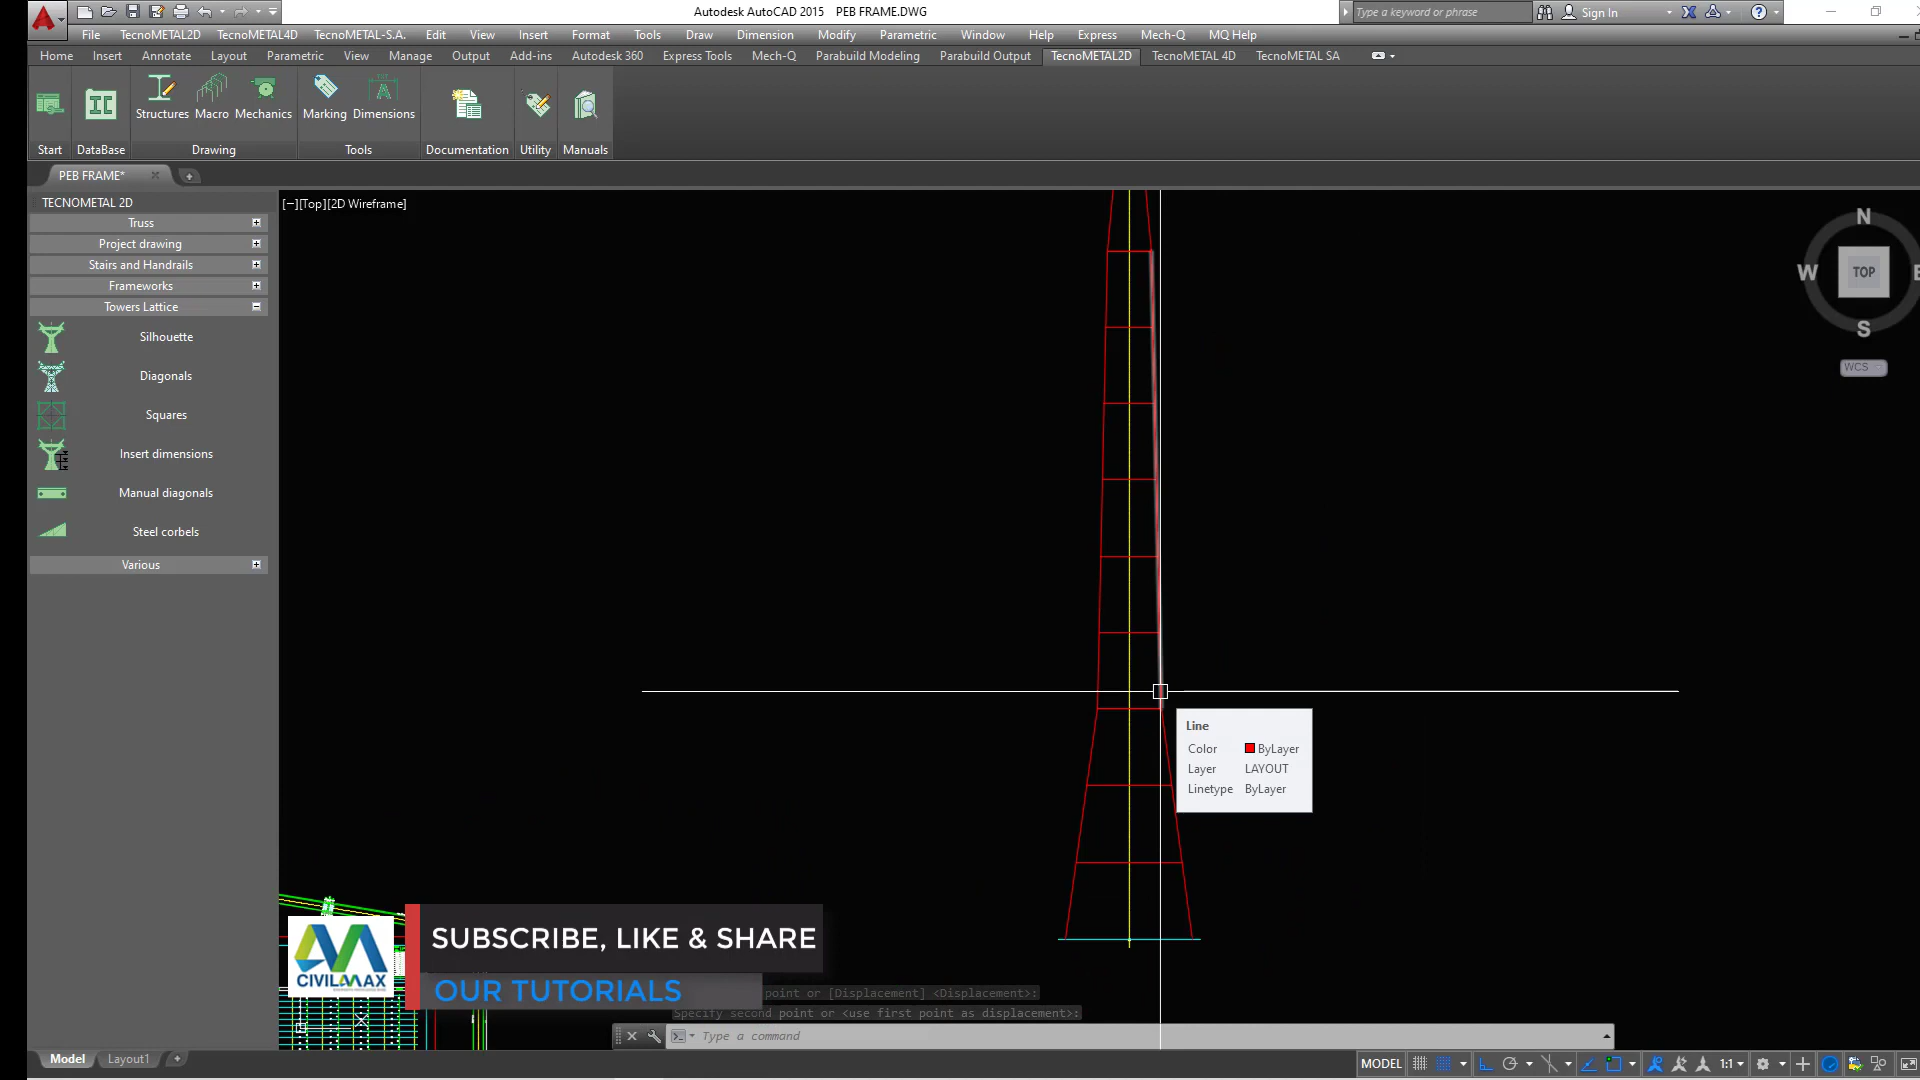 Autodesk AutoCAD 2015 PEB FRAME.DWG
Type a keyword or phrase
Sign In
File TecnoMETAL2D TecnoMETAL4D TecnoMETAL-S.A. Edit View Insert Format Tools Draw Dimension Modify Parametric Window Help Express Mech-Q MQ Help
Home Insert Annotate Layout Parametric View Manage Output Add-ins Autodesk 360 Express Tools Mech-Q Parabuild Modeling Parabuild Output TecnoMETAL2D TecnoMETAL 4D TecnoMETAL SA
Structures Macro Mechanics Marking Dimensions
Start DataBase Drawing Tools Documentation Utility Manuals
PEB FRAME*
TECNOMETAL 2D
[−][Top][2D Wireframe]
Truss
Project drawing
Stairs and Handrails
Frameworks
Towers Lattice
Silhouette
Diagonals
Squares
Insert dimensions
Manual diagonals
Steel corbels
Various
N
W TOP E
S
WCS
Line
Color ByLayer
Layer LAYOUT
Linetype ByLayer
SUBSCRIBE, LIKE & SHARE
OUR TUTORIALS
CIVILMAX
point or [Displacement] <Displacement>:
Specify second point or <use first point as displacement>:
Type a command
Model Layout1
MODEL 1:1